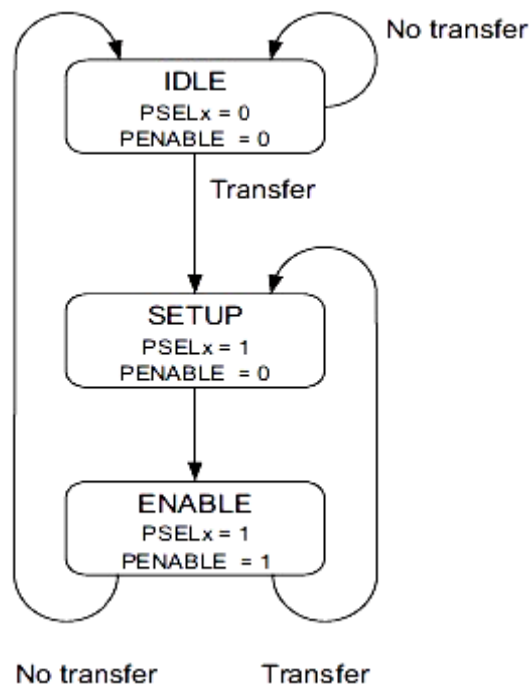 No transfer
IDLE
PSELx = 0
PENABLE = 0
Transfer
SETUP
PSELx = 1
PENABLE = 0
ENABLE
PSELx = 1
PENABLE = 1
No transfer
Transfer